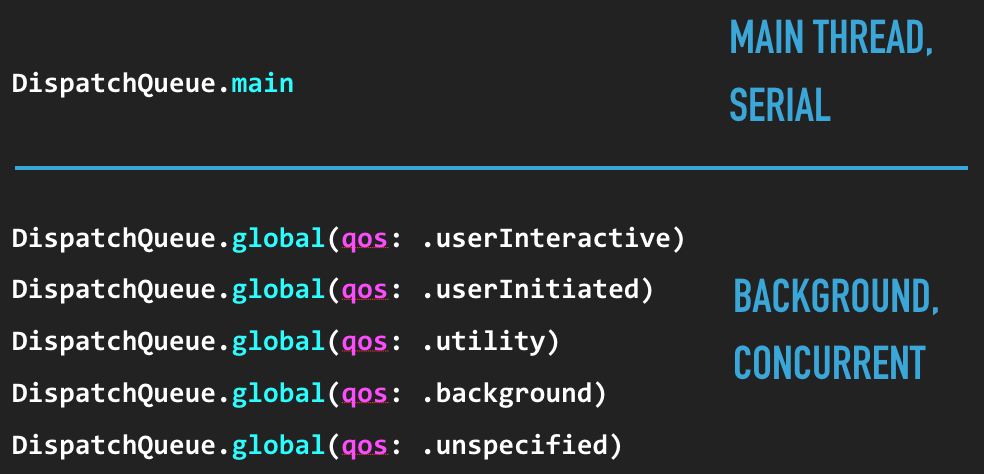 DispatchQueue.main
MAIN THREAD,
SERIAL
DispatchQueue.global(qos: .userInteractive)
DispatchQueue.global(qos: .userInitiated)
DispatchQueue.global(qos: .utility)
DispatchQueue.global(qos: .background)
DispatchQueue.global(qos: .unspecified)
BACKGROUND,
CONCURRENT